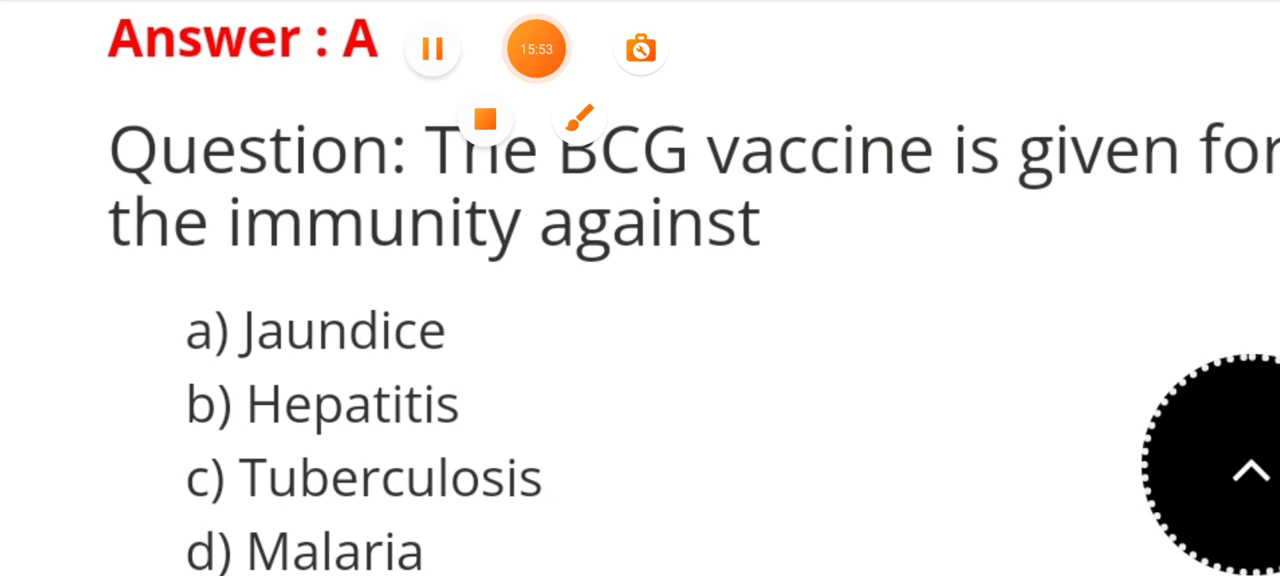 Answer : A
15:53
Question: The BCG vaccine is given for
the immunity against
a) Jaundice
b) Hepatitis
c) Tuberculosis
d) Malaria